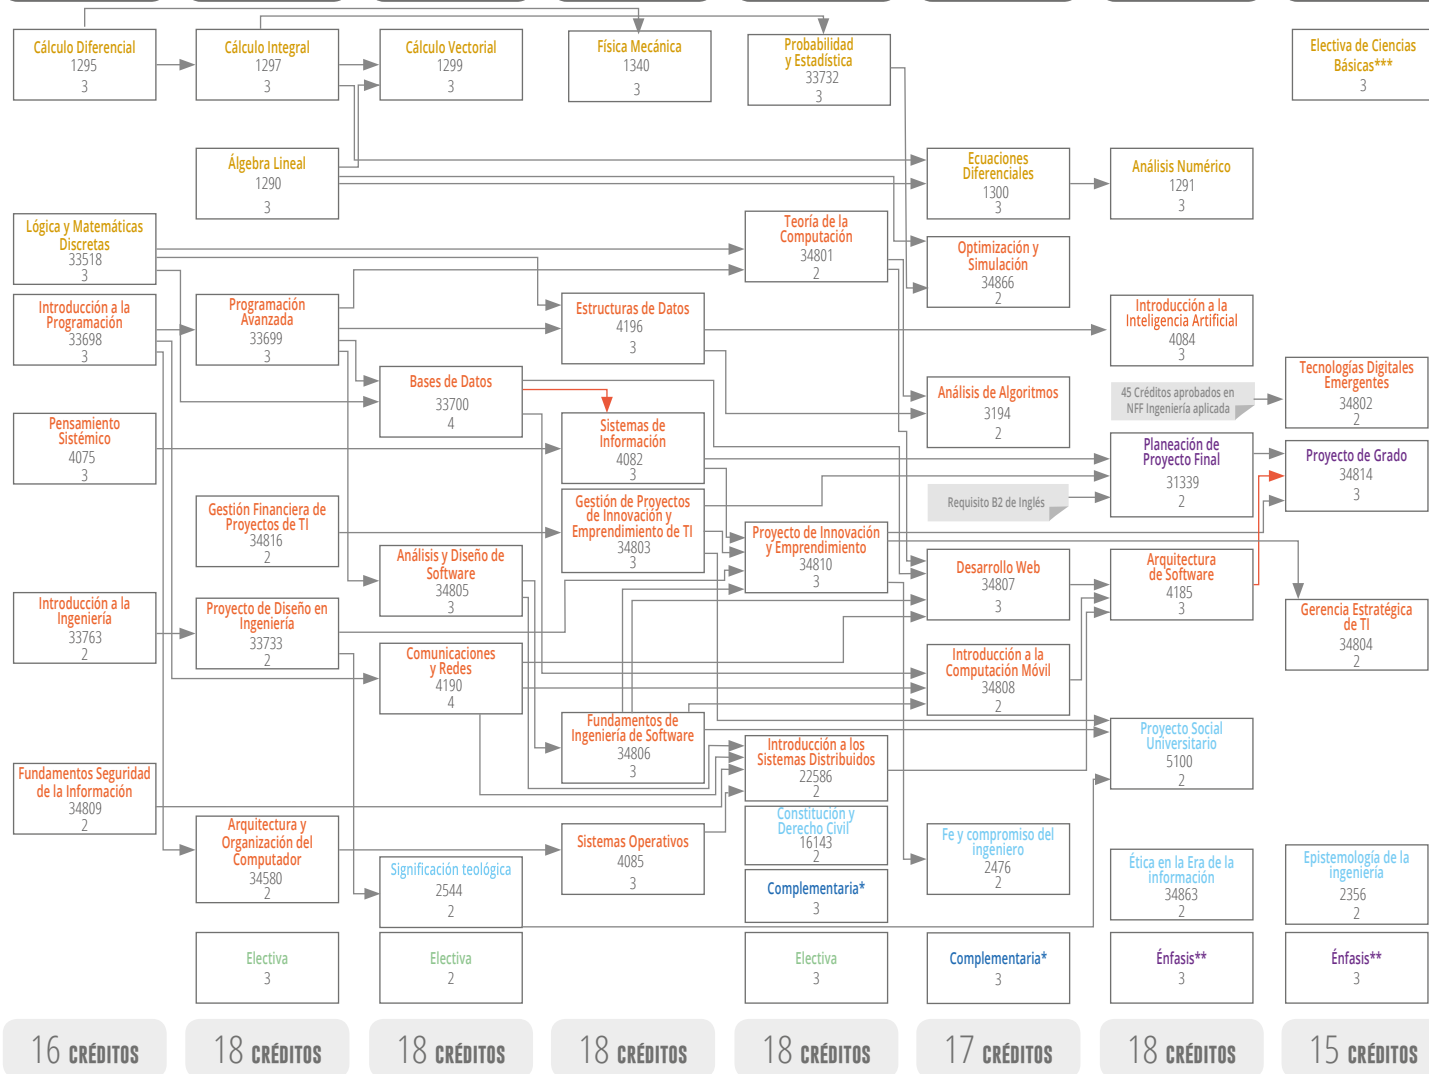 Cálculo Diferencial
1295
3
Lógica y Matemáticas
Discretas
33518
3
Introducción a la
Programación
33698
3
Pensamiento
Sistémico
4075
3
Introducción a la
Ingeniería
33763
2
Fundamentos Seguridad
de la Información
34809
2
16 CRÉDITOS
Cálculo Integral
1297
3
Álgebra Lineal
1290
3
Programación
Avanzada
33699
3
Gestión Financiera de
Proyectos de TI
34816
2
Proyecto de Diseño en
Ingeniería
33733
2
Arquitectura y
Organización del
Computador
34580
2
Electiva
3
18 CRÉDITOS
Cálculo Vectorial
1299
3
Bases de Datos
33700
4
Análisis y Diseño de
Software
34805
3
Comunicaciones
y Redes
4190
4
Significación teológica
2544
2
Electiva
2
18 CRÉDITOS
Física Mecánica
1340
3
Estructuras de Datos
4196
3
Sistemas de
Información
4082
3
Gestión de Proyectos
de Innovación y
Emprendimiento de TI
34803
3
Fundamentos de
Ingeniería de Software
34806
3
Sistemas Operativos
4085
3
18 CRÉDITOS
Probabilidad
y Estadística
33732
3
Teoría de la
Computación
34801
2
Proyecto de Innovación
y Emprendimiento
34810
3
Introducción a los
Sistemas Distribuidos
22586
2
Constitución y
Derecho Civil
16143
2
Complementaria*
3
Electiva
3
18 CRÉDITOS
Ecuaciones
Diferenciales
1300
3
Optimización y
Simulación
34866
2
Análisis de Algoritmos
3194
2
Requisito B2 de Inglés
Desarrollo Web
34807
3
Introducción a la
Computación Móvil
34808
2
Fe y compromiso del
ingeniero
2476
2
Complementaria*
3
17 CRÉDITOS
Análisis Numérico
1291
3
Introducción a la
Inteligencia Artificial
4084
3
45 Créditos aprobados en
NFF Ingeniería aplicada
Planeación de
Proyecto Final
31339
2
Arquitectura
de Software
4185
3
Proyecto Social
Universitario
5100
2
Ética en la Era de la
información
34863
2
Énfasis**
3
18 CRÉDITOS
Electiva de Ciencias
Básicas***
3
Tecnologías Digitales
Emergentes
34802
2
Proyecto de Grado
34814
3
Gerencia Estratégica
de TI
34804
2
Epistemología de la
ingeniería
2356
2
Énfasis**
3
15 CRÉDITOS